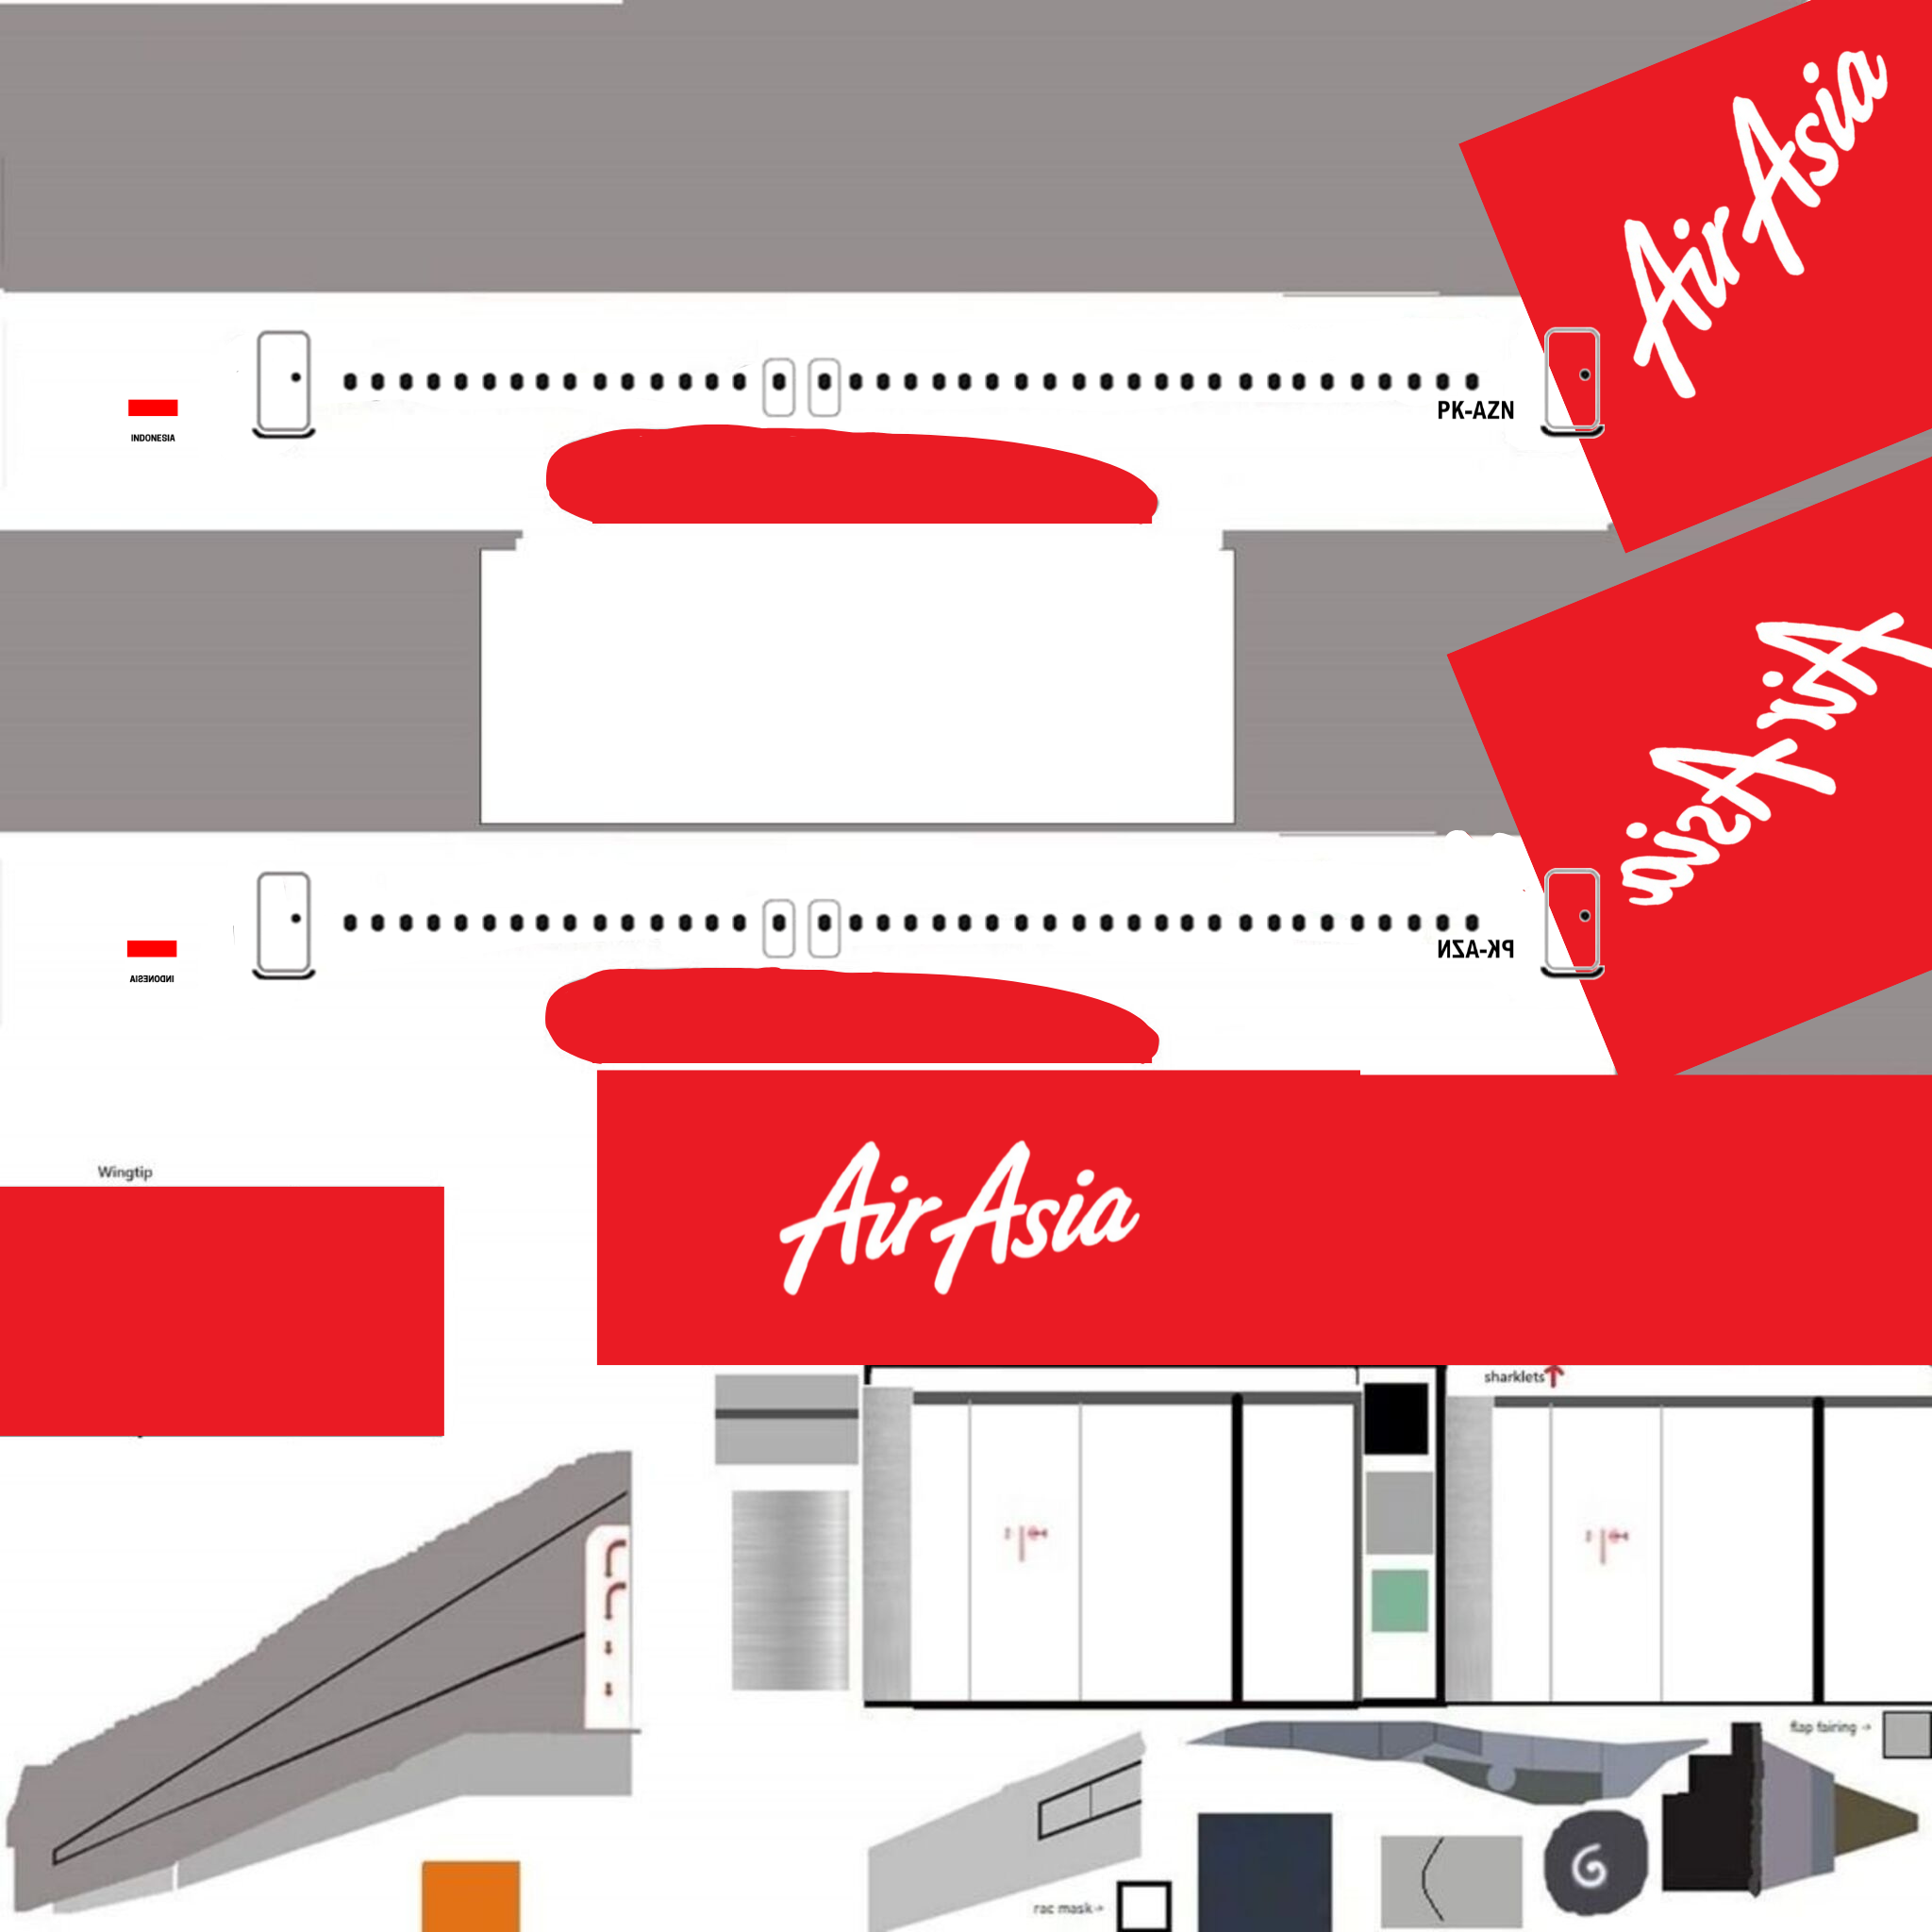 AirAsia
PK-AZN
INDONESIA
AirAsia
PK-AZN
INDONESIA
AirAsia
Wingtip
sharklets
flap fairing ->
rac mask ->